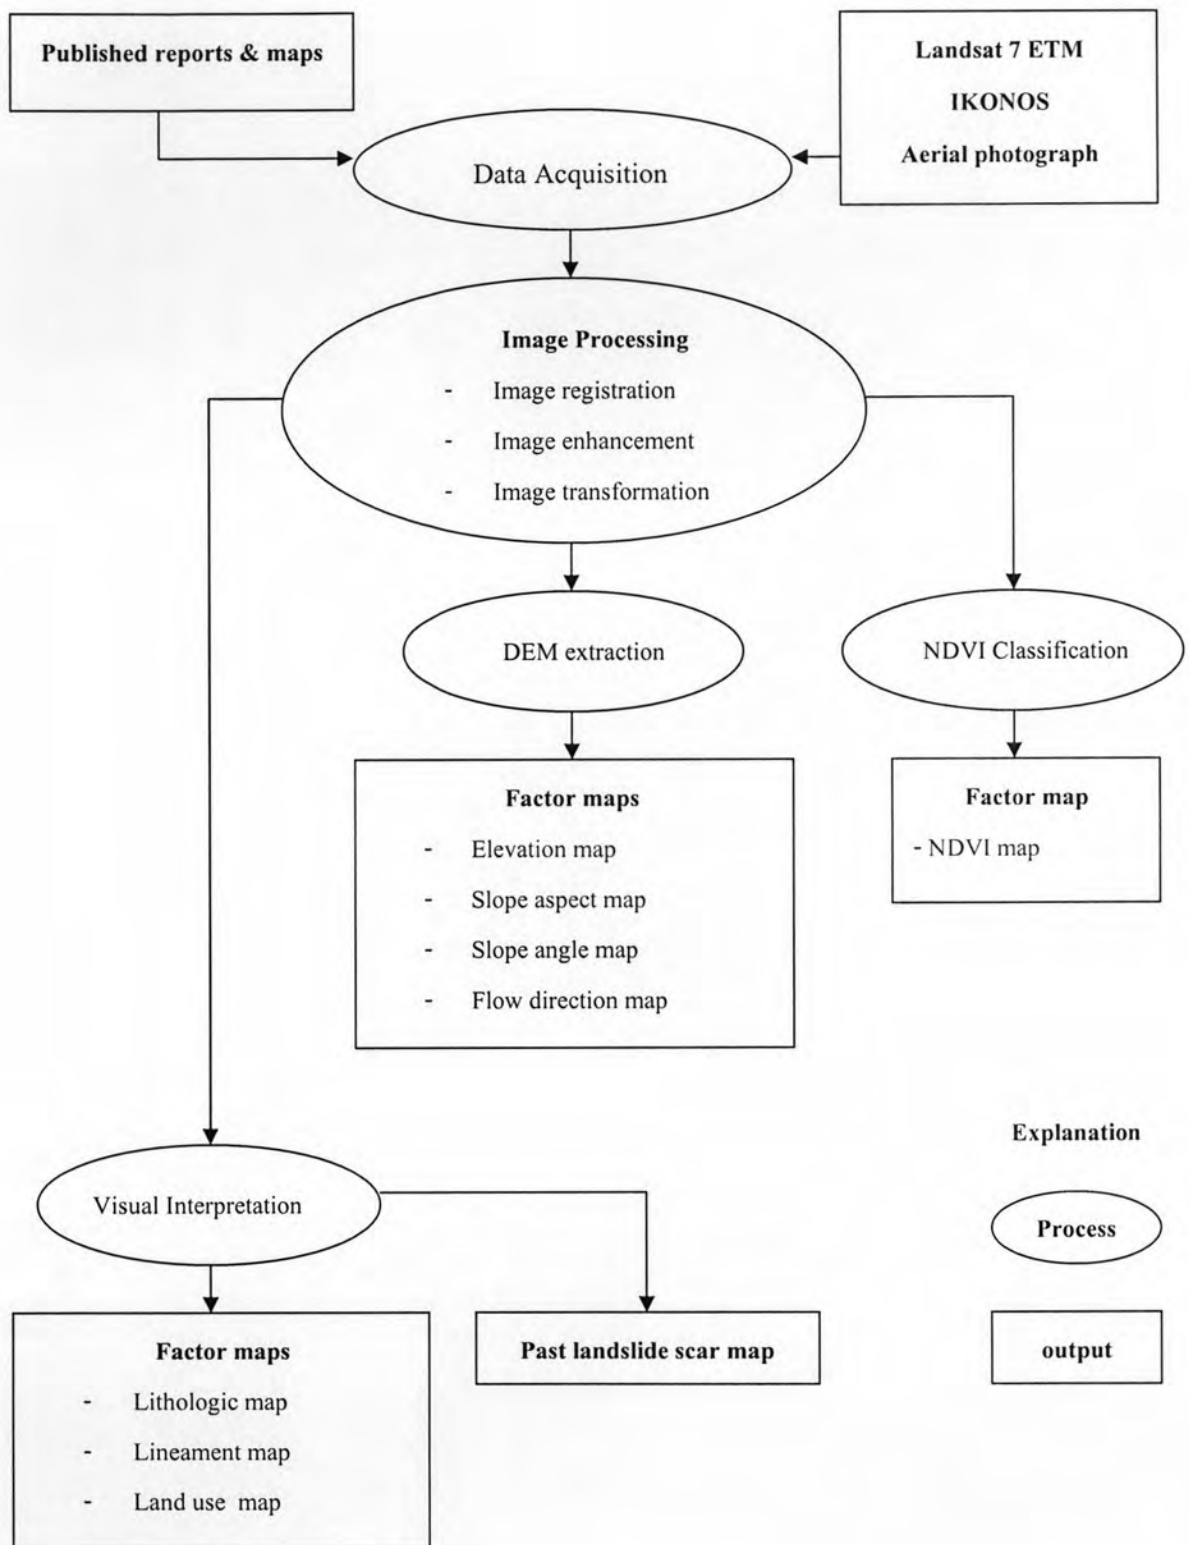 Published reports & maps
Landsat 7 ETM
IKONOS
Aerial photograph
Data Acquisition
Image Processing
- Image registration
- Image enhancement
- Image transformation
DEM extraction
NDVI Classification
Factor maps
- Elevation map
- Slope aspect map
- Slope angle map
- Flow direction map
Factor map
- NDVI map
Explanation
Visual Interpretation
Process
Factor maps
- Lithologic map
- Lineament map
- Land use map
Past landslide scar map
output